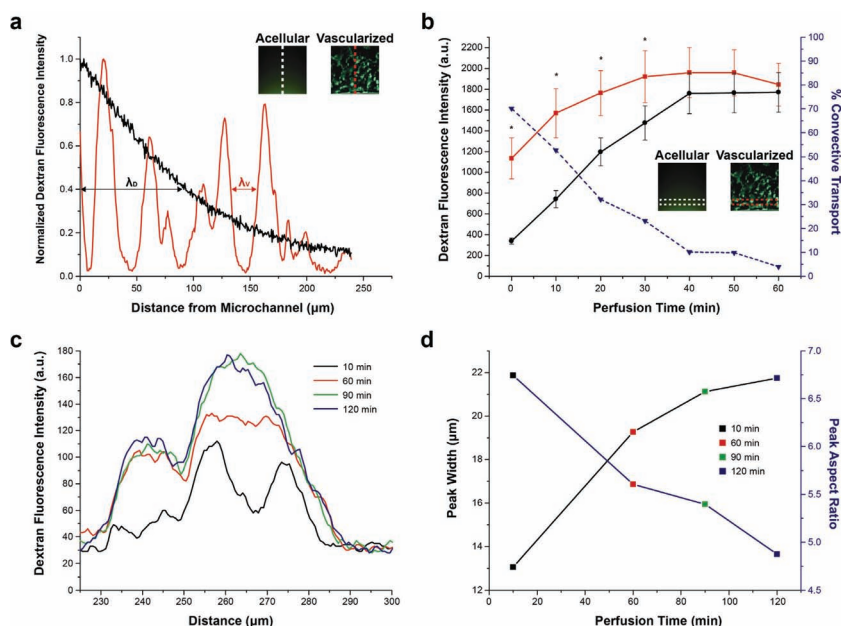 a
Acellular Vascularized
1.0
0.8
0.6
0.4
0.2
0.0
0 50 100 150 200 250
Normalized Dextran Fluorescence Intensity
Distance from Microchannel (µm)
λD
λV
b
Acellular Vascularized
2200
2000
1800
1600
1400
1200
1000
800
600
400
200
0
0 10 20 30 40 50 60
100
90
80
70
60
50
40
30
20
10
0
* * * *
Dextran Fluorescence Intensity (a.u.)
% Convective Transport
Perfusion Time (min)
c
180
160
140
120
100
80
60
40
20
0
230 240 250 260 270 280 290 300
10 min
60 min
90 min
120 min
Dextran Fluorescence Intensity (a.u.)
Distance (µm)
d
22
20
18
16
14
12
0 20 40 60 80 100 120
7.0
6.5
6.0
5.5
5.0
4.5
10 min
60 min
90 min
120 min
Peak Width (µm)
Peak Aspect Ratio
Perfusion Time (min)